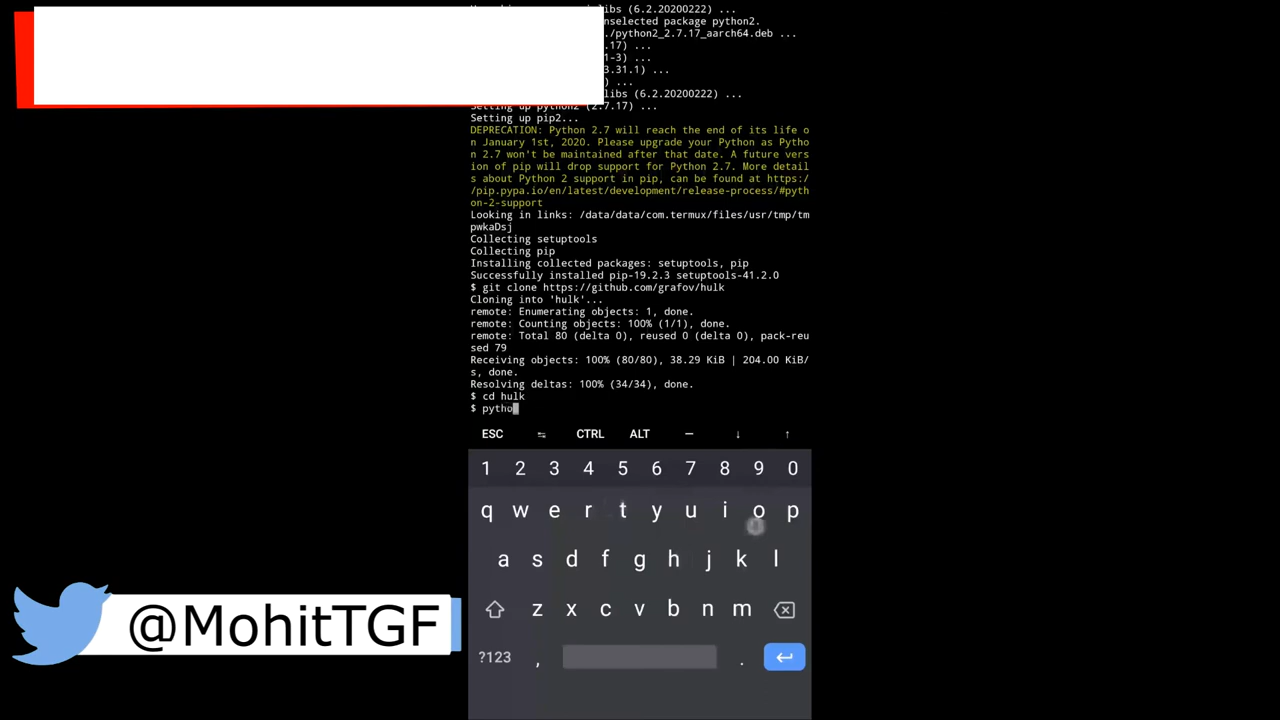 libs (6.2.20200222) ...
nselected package python2.
./python2_2.7.17_aarch64.deb ...
.17) ...
1-3) ...
3.31.1) ...
) ...
libs (6.2.20200222) ...
Setting up python2 (2.7.17) ...
Setting up pip2...
DEPRECATION: Python 2.7 will reach the end of its life o
n January 1st, 2020. Please upgrade your Python as Pytho
n 2.7 won't be maintained after that date. A future vers
ion of pip will drop support for Python 2.7. More detail
s about Python 2 support in pip, can be found at https:/
/pip.pypa.io/en/latest/development/release-process/#pyth
on-2-support
Looking in links: /data/data/com.termux/files/usr/tmp/tm
pwkaDsj
Collecting setuptools
Collecting pip
Installing collected packages: setuptools, pip
Successfully installed pip-19.2.3 setuptools-41.2.0
$ git clone https://github.com/grafov/hulk
Cloning into 'hulk'...
remote: Enumerating objects: 1, done.
remote: Counting objects: 100% (1/1), done.
remote: Total 80 (delta 0), reused 0 (delta 0), pack-reu
sed 79
Receiving objects: 100% (80/80), 38.29 KiB | 204.00 KiB/
s, done.
Resolving deltas: 100% (34/34), done.
$ cd hulk
$ pytho
ESC CTRL ALT — ↓ ↑
1 2 3 4 5 6 7 8 9 0
q w e r t y u i o p
a s d f g h j k l
z x c v b n m
?123 , .
@MohitTGF